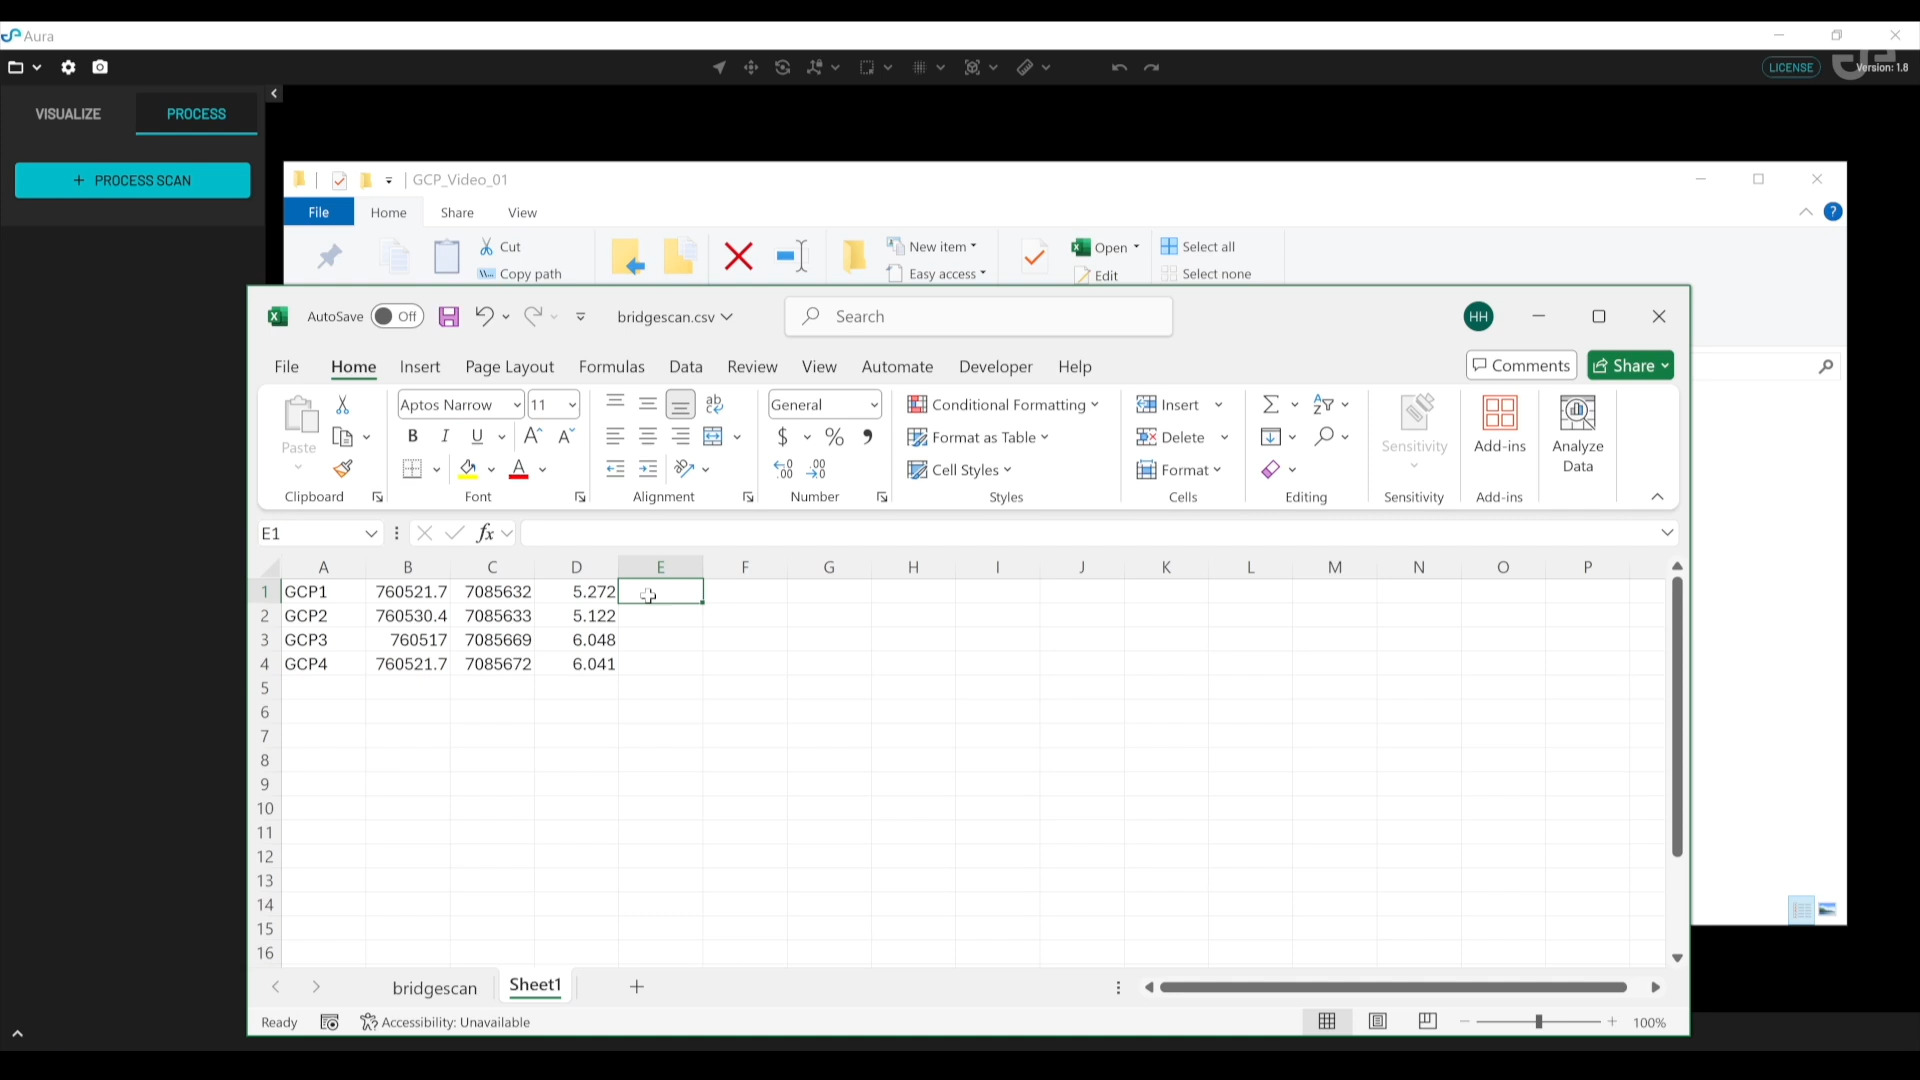 Aura
LICENSE Version: 1.8
VISUALIZE PROCESS
+ PROCESS SCAN
GCP_Video_01
File Home Share View
Cut New item Open Select all
Copy path Easy access Edit Select none
AutoSave Off bridgescan.csv Search HH
File Home Insert Page Layout Formulas Data Review View Automate Developer Help Comments Share
Paste Aptos Narrow 11 General Conditional Formatting Insert Sensitivity Add-ins Analyze Data
B I U A A $ % Format as Table Delete
A Cell Styles Format
Clipboard Font Alignment Number Styles Cells Editing Sensitivity Add-ins
E1 fx
A B C D E F G H I J K L M N O P
1 GCP1 760521.7 7085632 5.272
2 GCP2 760530.4 7085633 5.122
3 GCP3 760517 7085669 6.048
4 GCP4 760521.7 7085672 6.041
5
6
7
8
9
10
11
12
13
14
15
16
bridgescan Sheet1 +
Ready Accessibility: Unavailable 100%